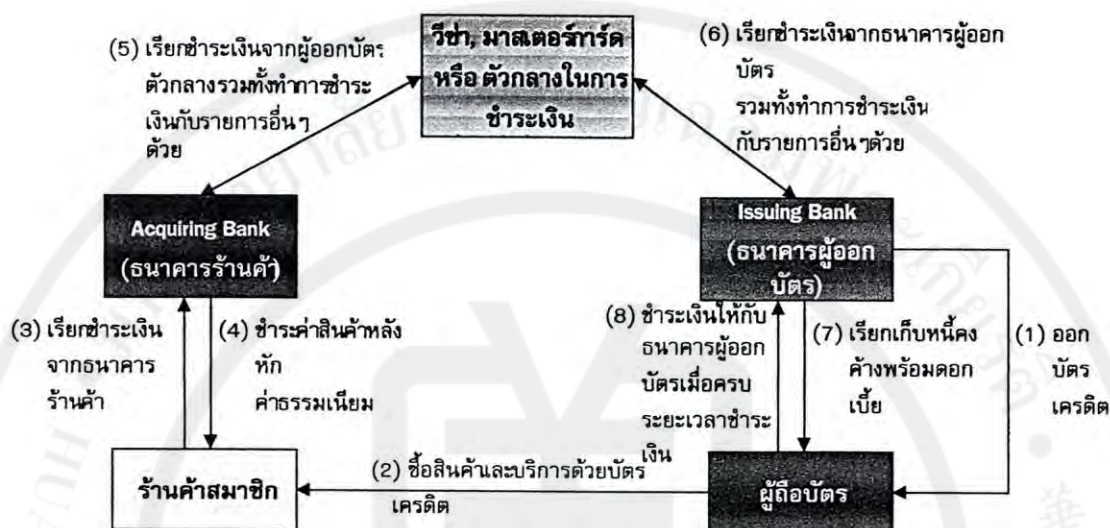 วีซ่า, มาสเตอร์การ์ด
หรือ ตัวกลางในการ
ชำระเงิน
(5) เรียกชำระเงินจากผู้ออกบัตร
ตัวกลางรวมทั้งทำการชำระ
เงินกับรายการอื่นๆ
ด้วย
(6) เรียกชำระเงินจากธนาคารผู้ออก
บัตร
รวมทั้งทำการชำระเงิน
กับรายการอื่นๆด้วย
Acquiring Bank
(ธนาคารร้านค้า)
Issuing Bank
(ธนาคารผู้ออก
บัตร)
(3) เรียกชำระเงิน
จากธนาคาร
ร้านค้า
(4) ชำระค่าสินค้าหลัง
หัก
ค่าธรรมเนียม
(8) ชำระเงินให้กับ
ธนาคารผู้ออก
บัตรเมื่อครบ
ระยะเวลาชำระ
เงิน
(7) เรียกเก็บหนี้คง
ค้างพร้อมดอก
เบี้ย
(1) ออก
บัตร
เครดิต
ร้านค้าสมาชิก
(2) ซื้อสินค้าและบริการด้วยบัตร
เครดิต
ผู้ถือบัตร